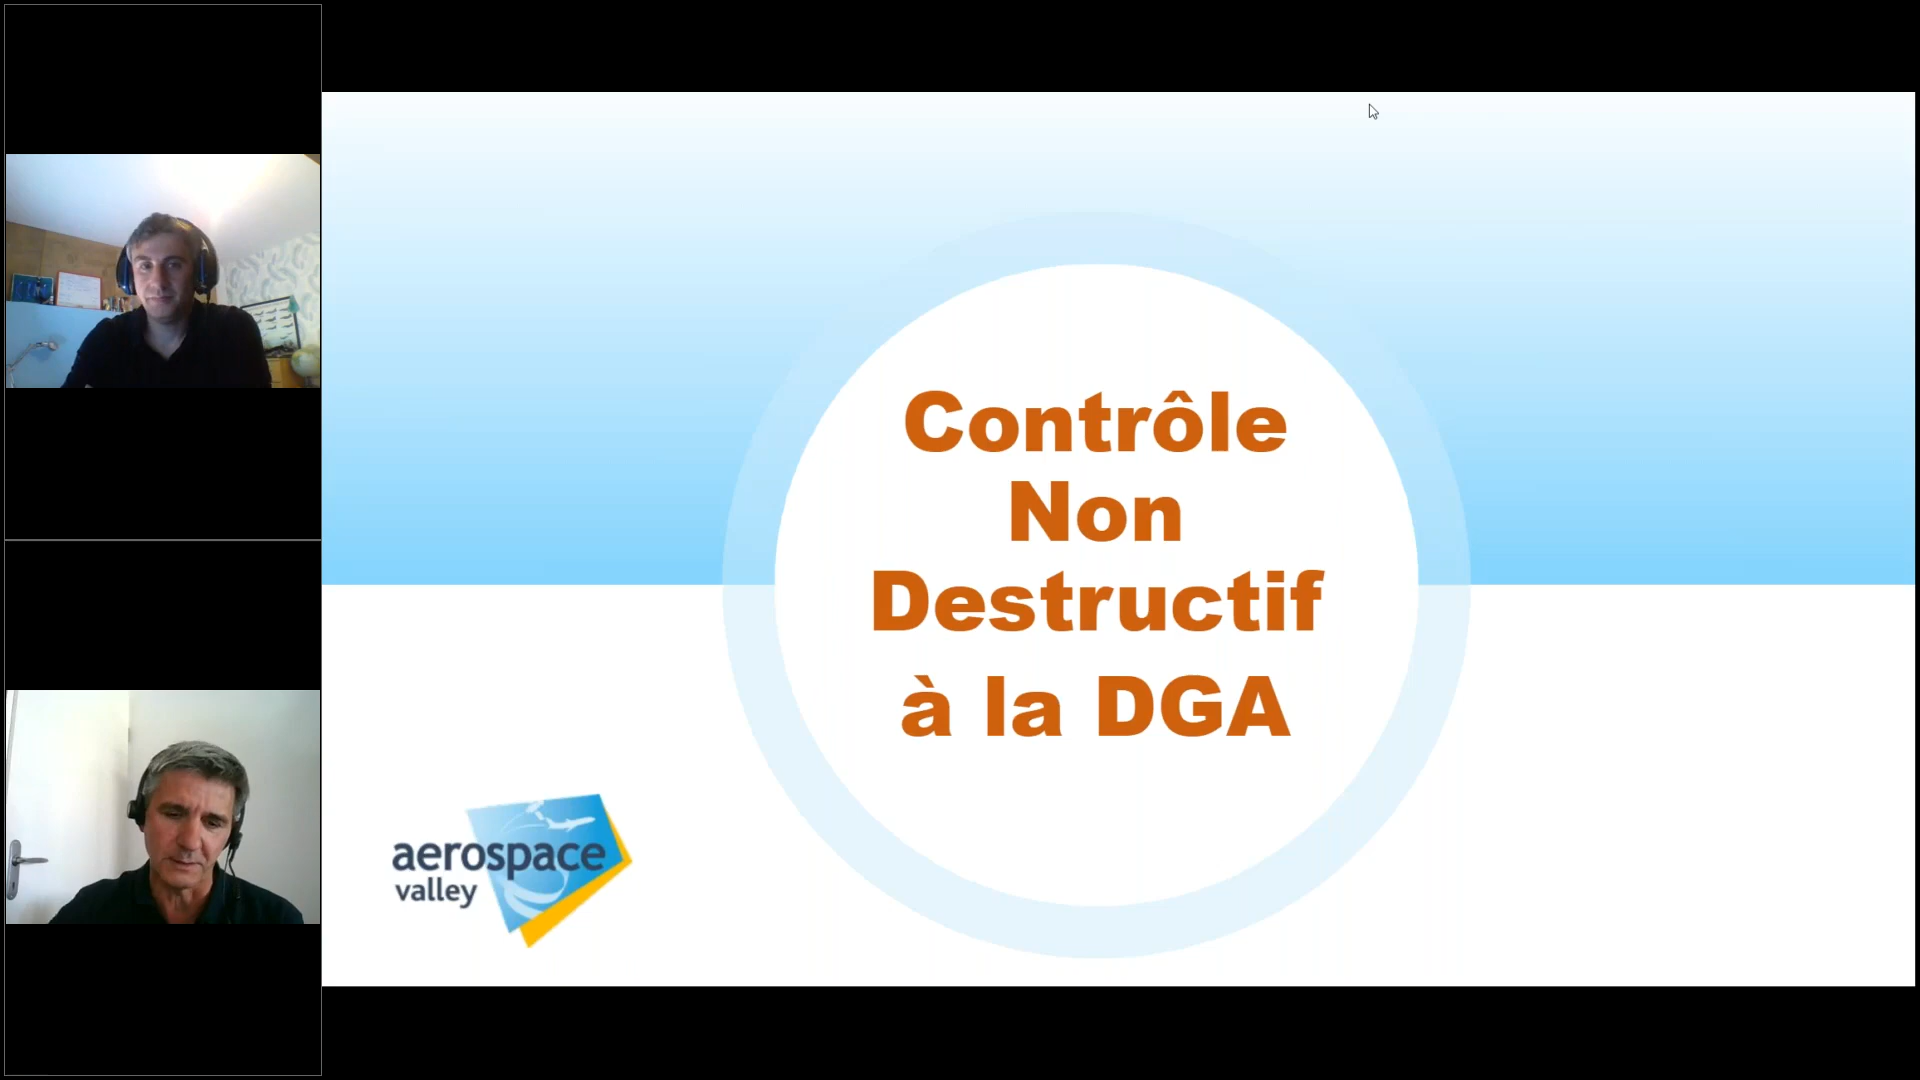 Contrôle
Non
Destructif
à la DGA
aerospace
valley